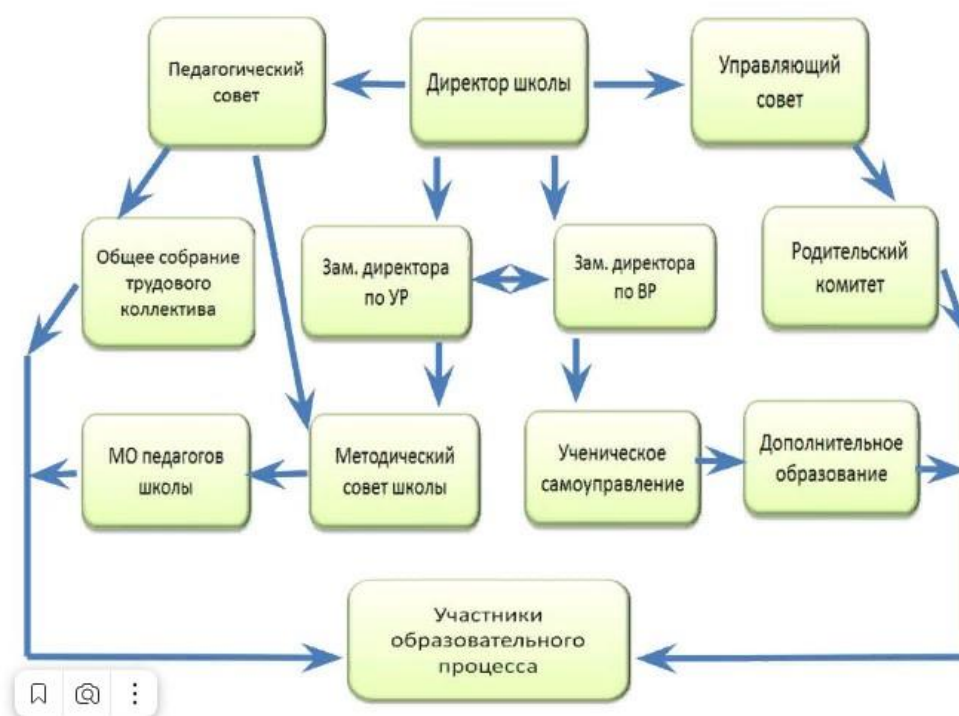 Педагогический
совет
Директор школы
Управляющий
совет
Общее собрание
трудового
коллектива
Зам. директора
по УР
Зам. директора
по ВР
Родительский
комитет
МО педагогов
школы
Методический
совет школы
Ученическое
самоуправление
Дополнительное
образование
Участники
образовательного
процесса